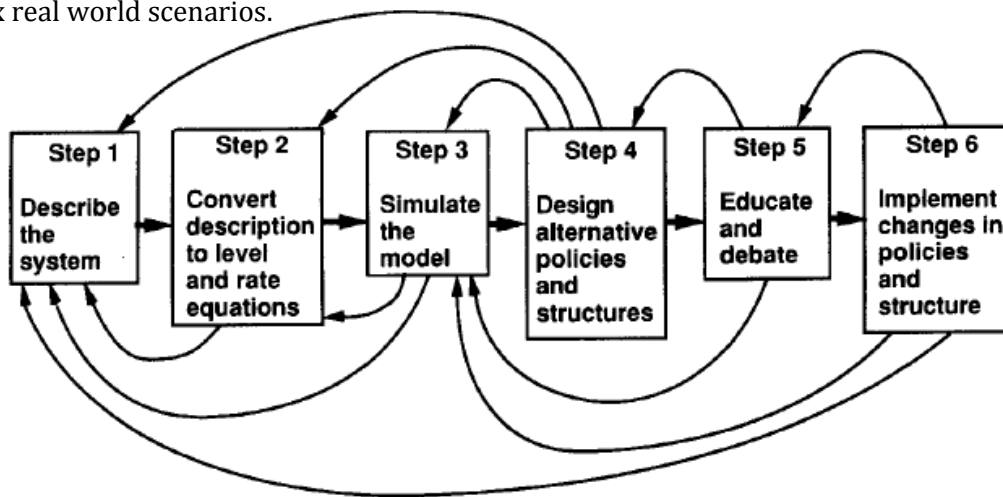 real world scenarios.
Step 1
Describe
the
system
Step 2
Convert
description
to level
and rate
equations
Step 3
Simulate
the
model
Step 4
Design
alternative
policies
and
structures
Step 5
Educate
and
debate
Step 6
Implement
changes in
policies
and
structure